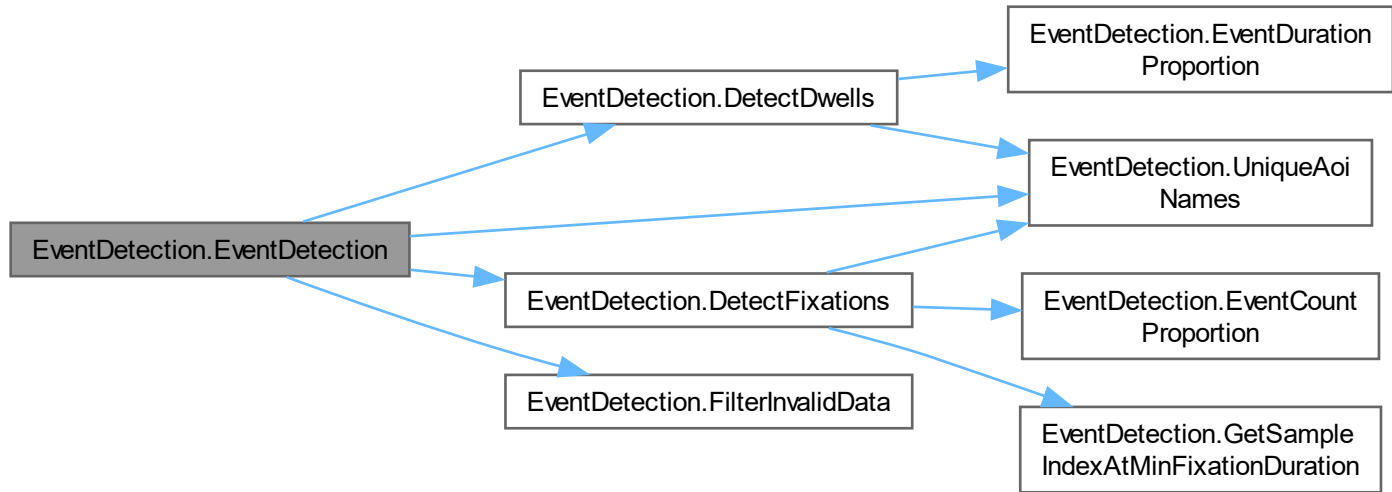 EventDetection.EventDetection
EventDetection.DetectDwells
EventDetection.DetectFixations
EventDetection.FilterInvalidData
EventDetection.EventDuration
Proportion
EventDetection.UniqueAoi
Names
EventDetection.EventCount
Proportion
EventDetection.GetSample
IndexAtMinFixationDuration